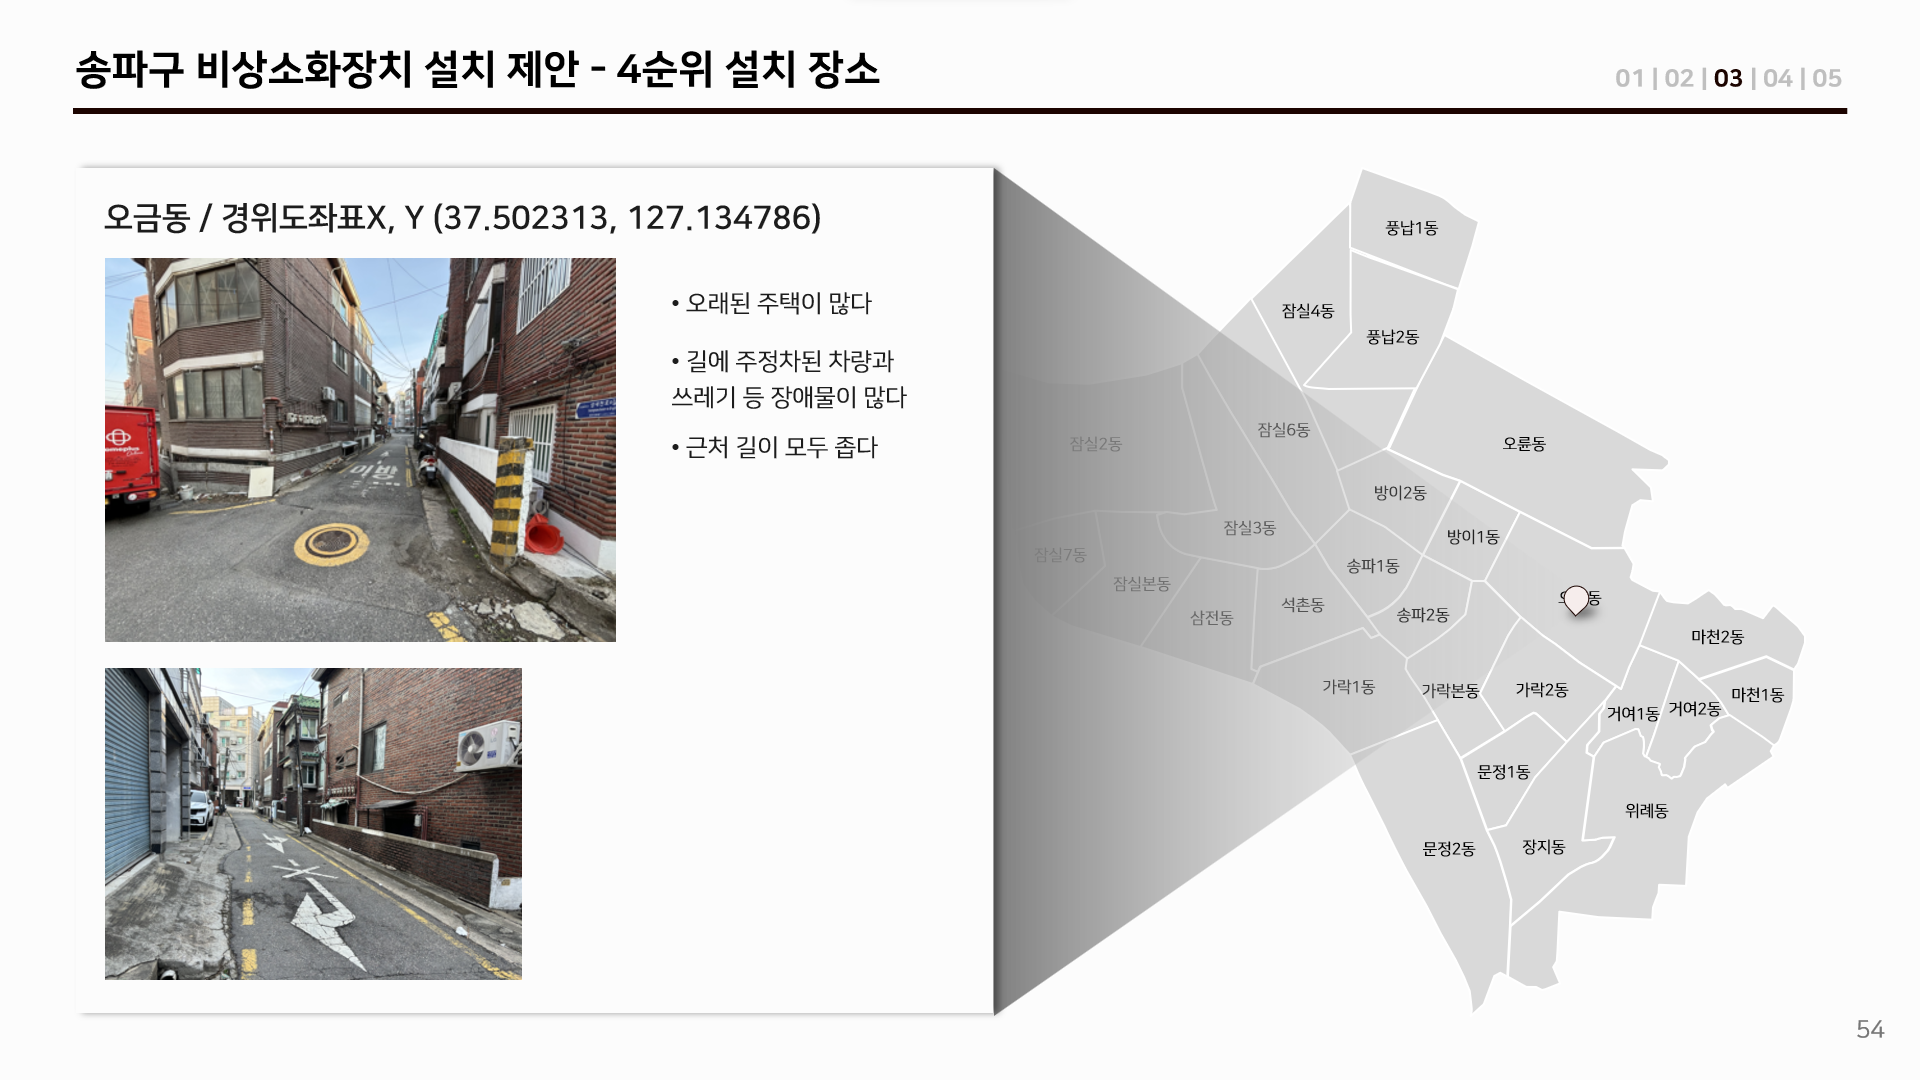 송파구 비상소화장치 설치 제안 - 4순위 설치 장소
01 | 02 | 03 | 04 | 05
오금동 / 경위도좌표X, Y (37.502313, 127.134786)
• 오래된 주택이 많다
• 길에 주정차된 차량과
쓰레기 등 장애물이 많다
• 근처 길이 모두 좁다
풍납1동
잠실4동
풍납2동
잠실6동
잠실2동
오륜동
방이2동
잠실3동
방이1동
잠실7동
송파1동
잠실본동
석촌동
삼전동
송파2동
동
마천2동
가락1동
가락본동
가락2동
마천1동
거여1동
거여2동
문정1동
위례동
문정2동
장지동
54